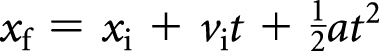 x_f = x_i + v_i t + ½at²